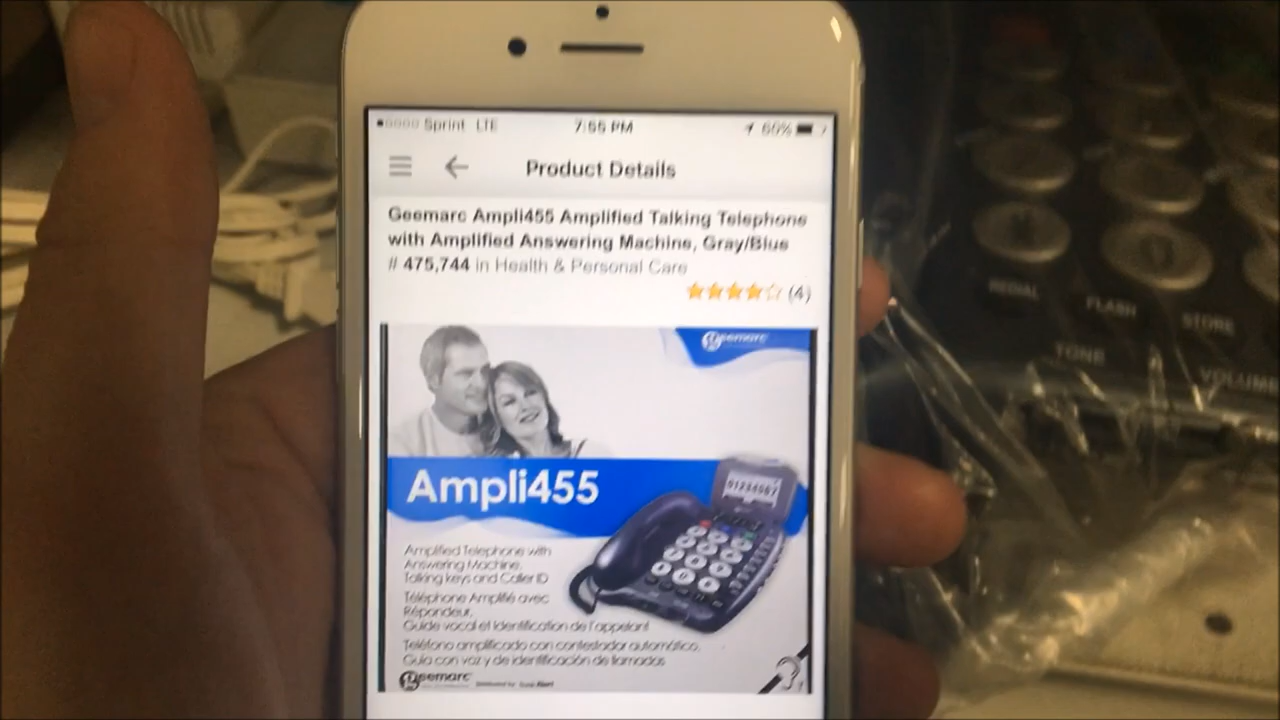 Sprint LTE 7:55 PM 60%
Product Details
Geemarc Ampli455 Amplified Talking Telephone
with Amplified Answering Machine, Gray/Blue
# 475,744 in Health & Personal Care
(4)
geemarc
Ampli455
01234567
Amplified Telephone with
Answering Machine,
Talking keys and Caller ID
Téléphone Amplifié avec
Répondeur,
Guide vocal et Identification de l'appelant
Teléfono amplificado con contestador automático,
Guía con voz y de identificación de llamadas
geemarc
REDIAL FLASH STORE
TONE VOLUME
0